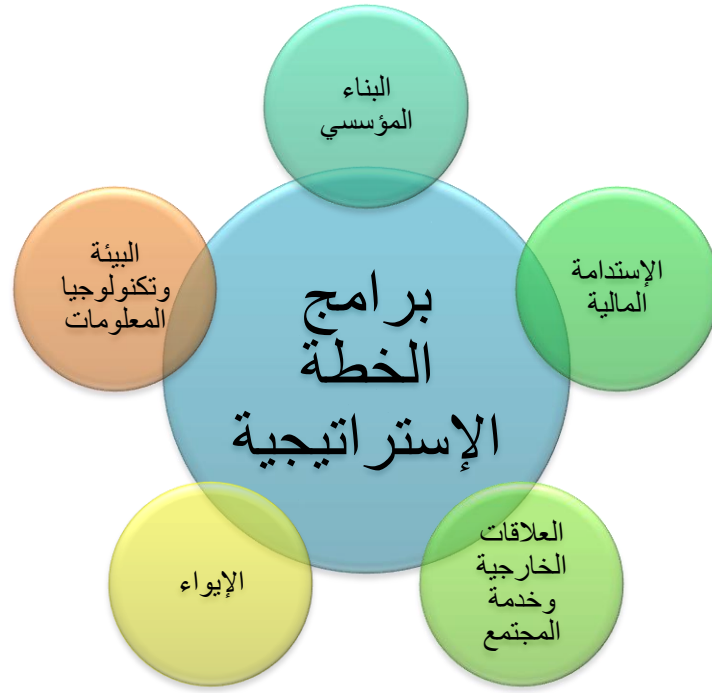 البناء
المؤسسي
الإستدامة
المالية
العلاقات
الخارجية
وخدمة
المجتمع
الإيواء
البيئة
وتكنولوجيا
المعلومات
برامج
الخطة
الإستراتيجية